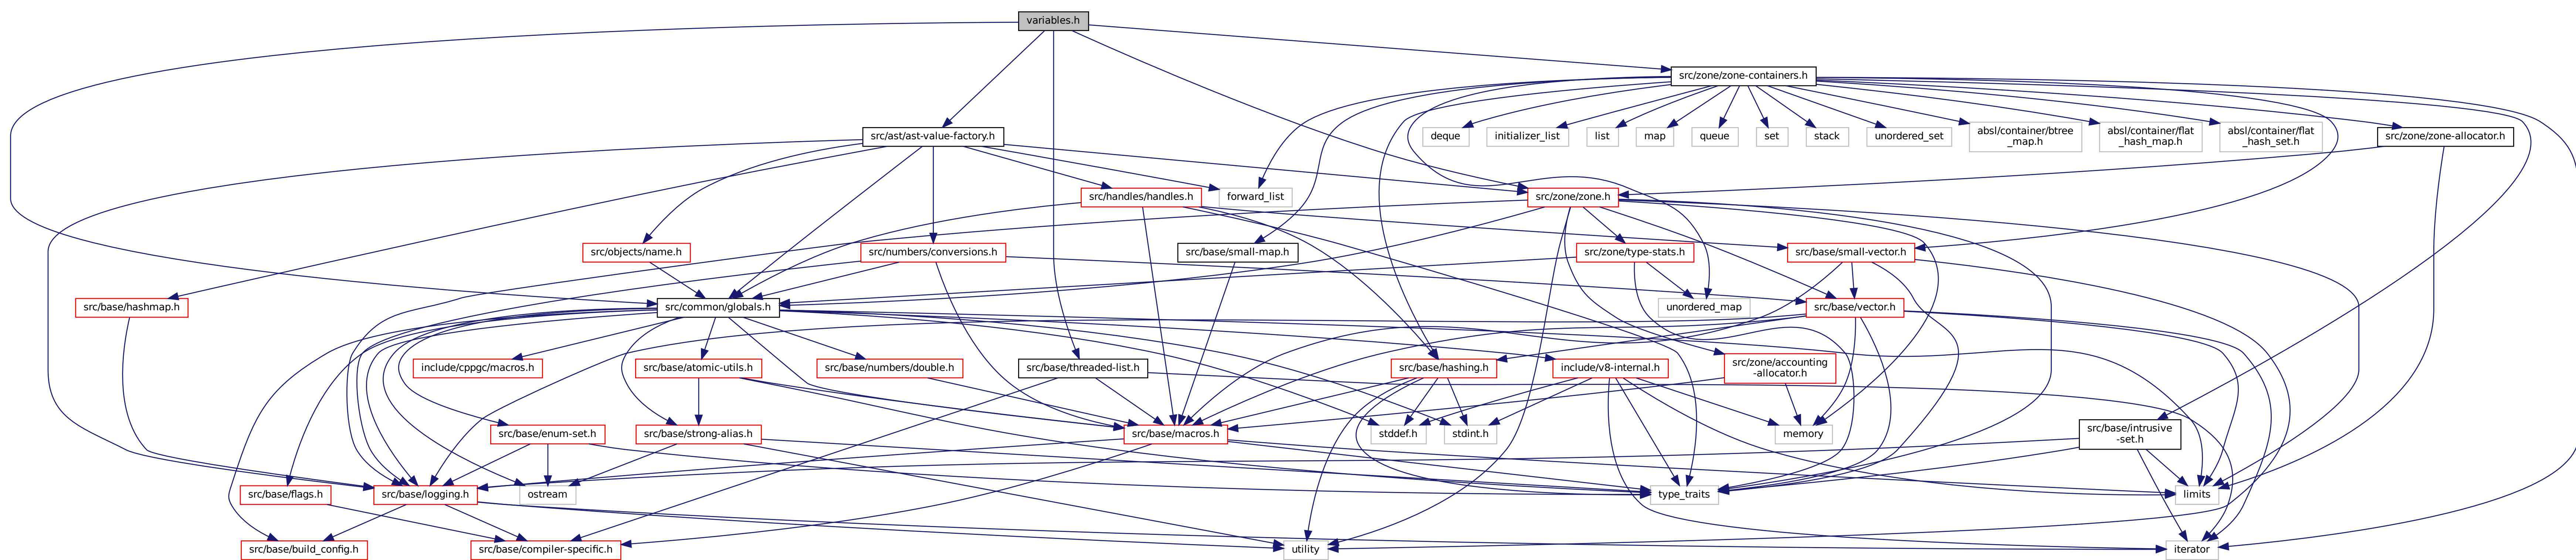 variables.h
src/zone/zone-containers.h
src/ast/ast-value-factory.h
deque
initializer_list
list
map
queue
set
stack
unordered_set
absl/container/btree
_map.h
absl/container/flat
_hash_map.h
absl/container/flat
_hash_set.h
src/zone/zone-allocator.h
src/handles/handles.h
forward_list
src/zone/zone.h
src/objects/name.h
src/numbers/conversions.h
src/base/small-map.h
src/zone/type-stats.h
src/base/small-vector.h
src/base/hashmap.h
src/common/globals.h
unordered_map
src/base/vector.h
include/cppgc/macros.h
src/base/atomic-utils.h
src/base/numbers/double.h
src/base/threaded-list.h
src/base/hashing.h
include/v8-internal.h
src/zone/accounting
-allocator.h
src/base/enum-set.h
src/base/strong-alias.h
src/base/macros.h
stddef.h
stdint.h
memory
src/base/intrusive
-set.h
src/base/flags.h
src/base/logging.h
ostream
type_traits
limits
src/base/build_config.h
src/base/compiler-specific.h
utility
iterator